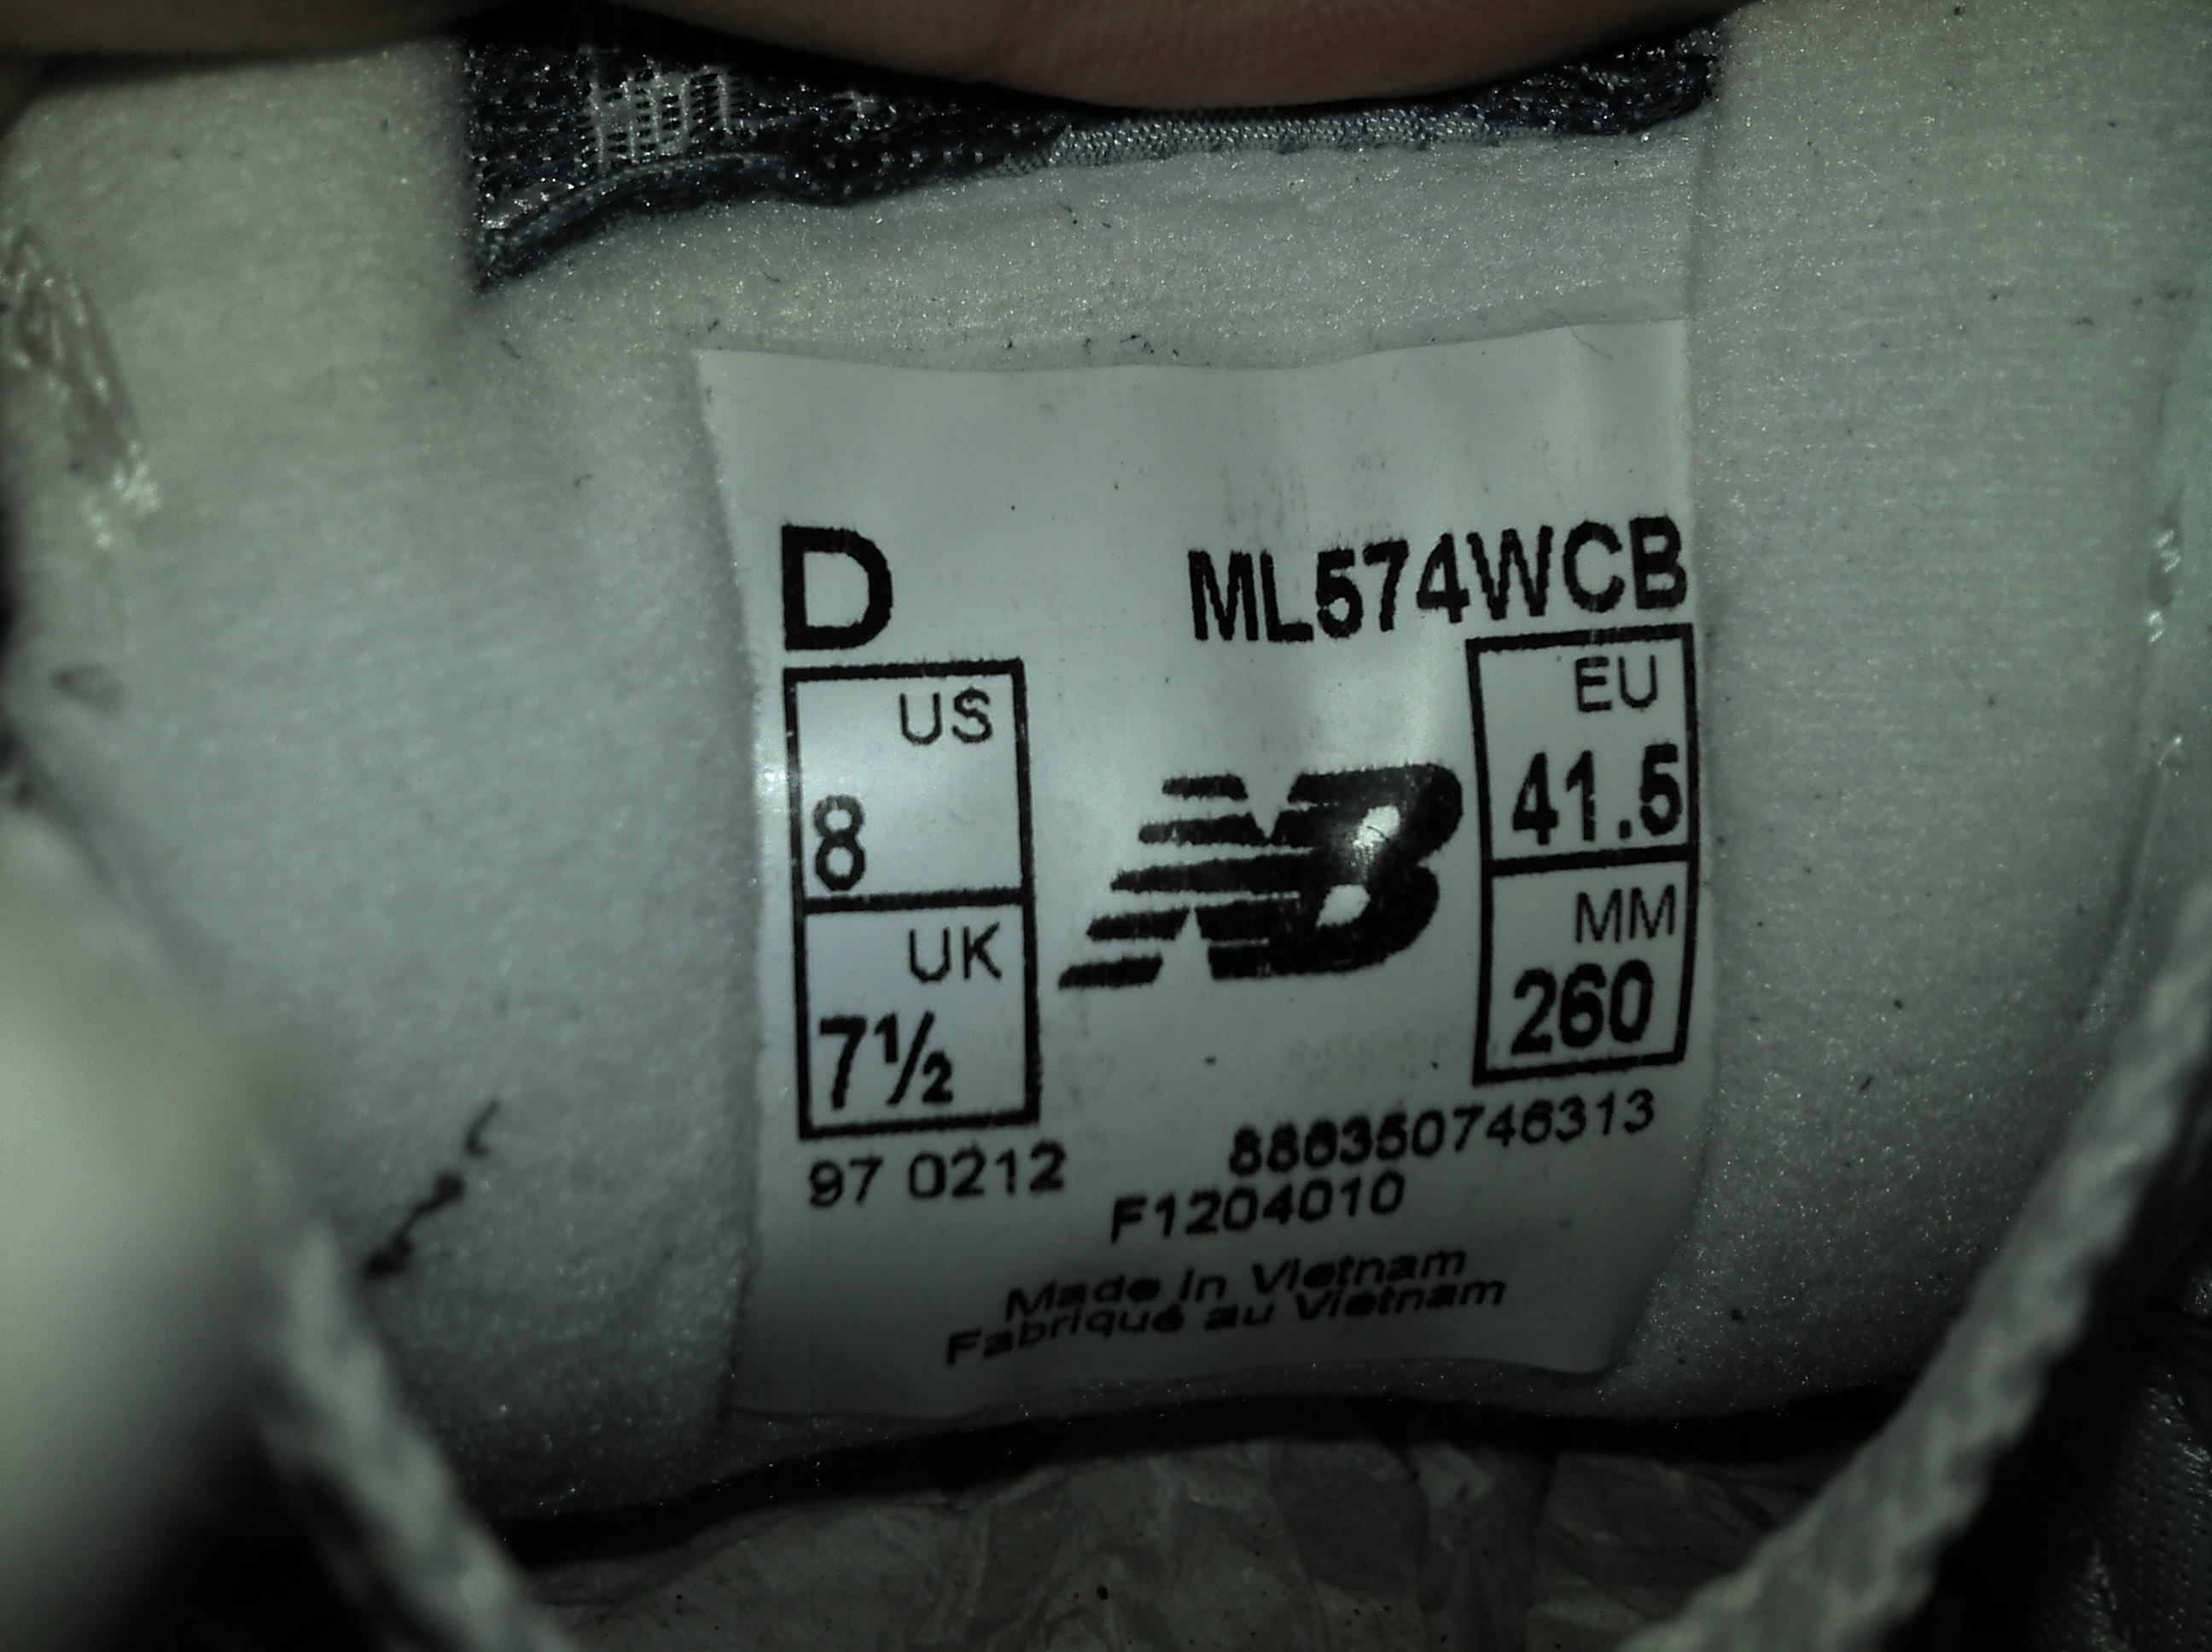 D ML574WCB
US EU
8 41.5
UK MM
7½ 260
97 0212 886350746313
F1204010
Made in Vietnam
Fabriqué au Vietnam
NB